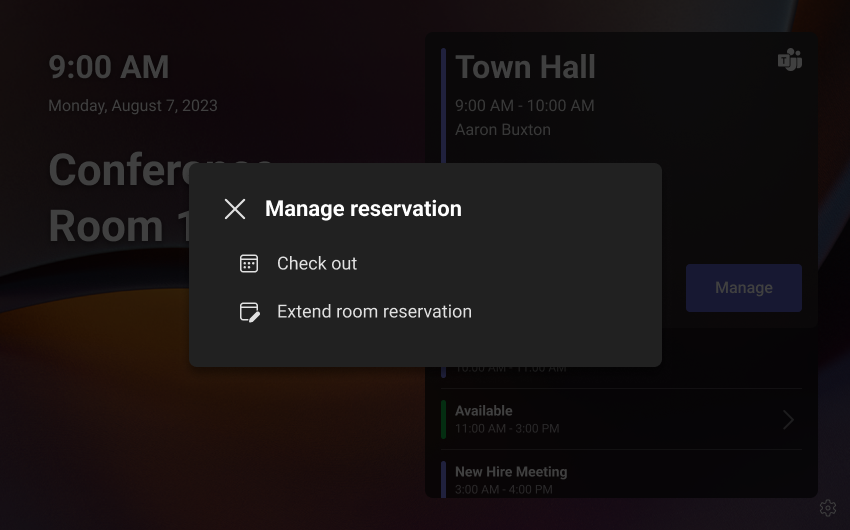 9:00 AM
Monday, August 7, 2023
Conference
Room 1
Town Hall
9:00 AM - 10:00 AM
Aaron Buxton
Manage
Manage reservation
Check out
Extend room reservation
10:00 AM - 11:00 AM
Available
11:00 AM - 3:00 PM
New Hire Meeting
3:00 AM - 4:00 PM